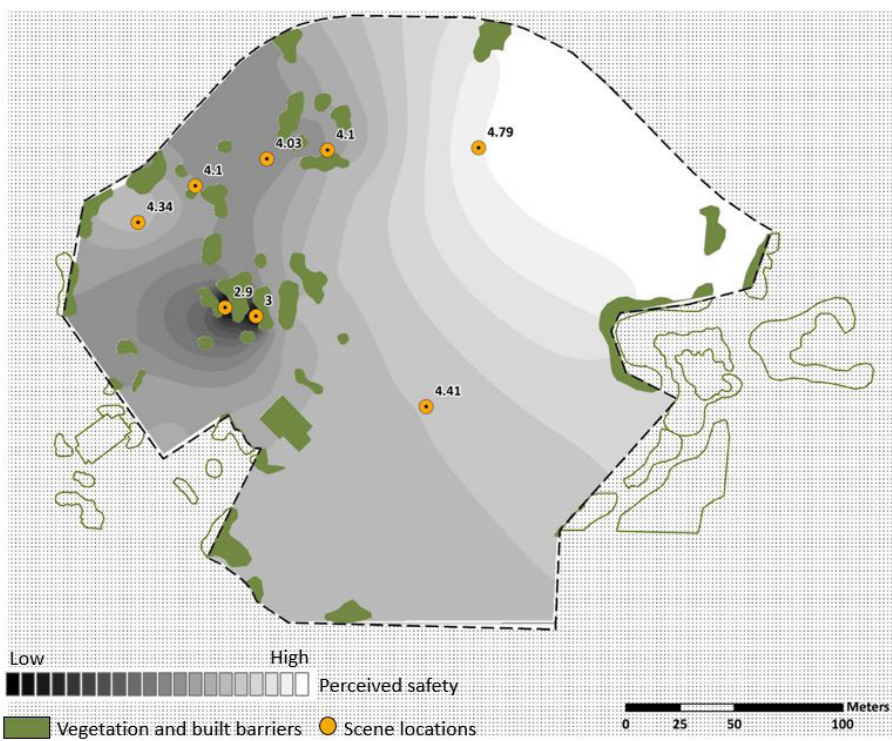 4.79
4.1
4.03
4.1
4.34
2.9
3
4.41
Low High
Perceived safety
Meters
Vegetation and built barriers Scene locations
0 25 50 100